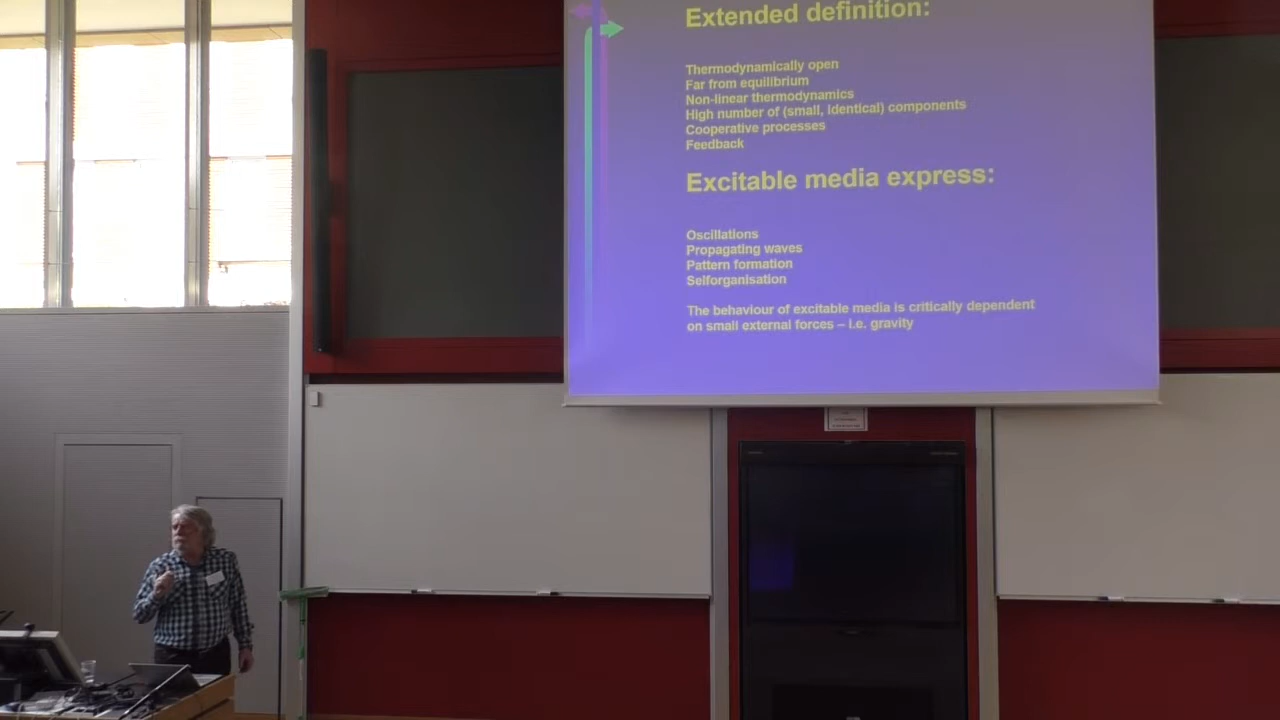 Extended definition:
Thermodynamically open
Far from equilibrium
Non-linear thermodynamics
High number of (small, identical) components
Cooperative processes
Feedback
Excitable media express:
Oscillations
Propagating waves
Pattern formation
Selforganisation
The behaviour of excitable media is critically dependent
on small external forces – i.e. gravity